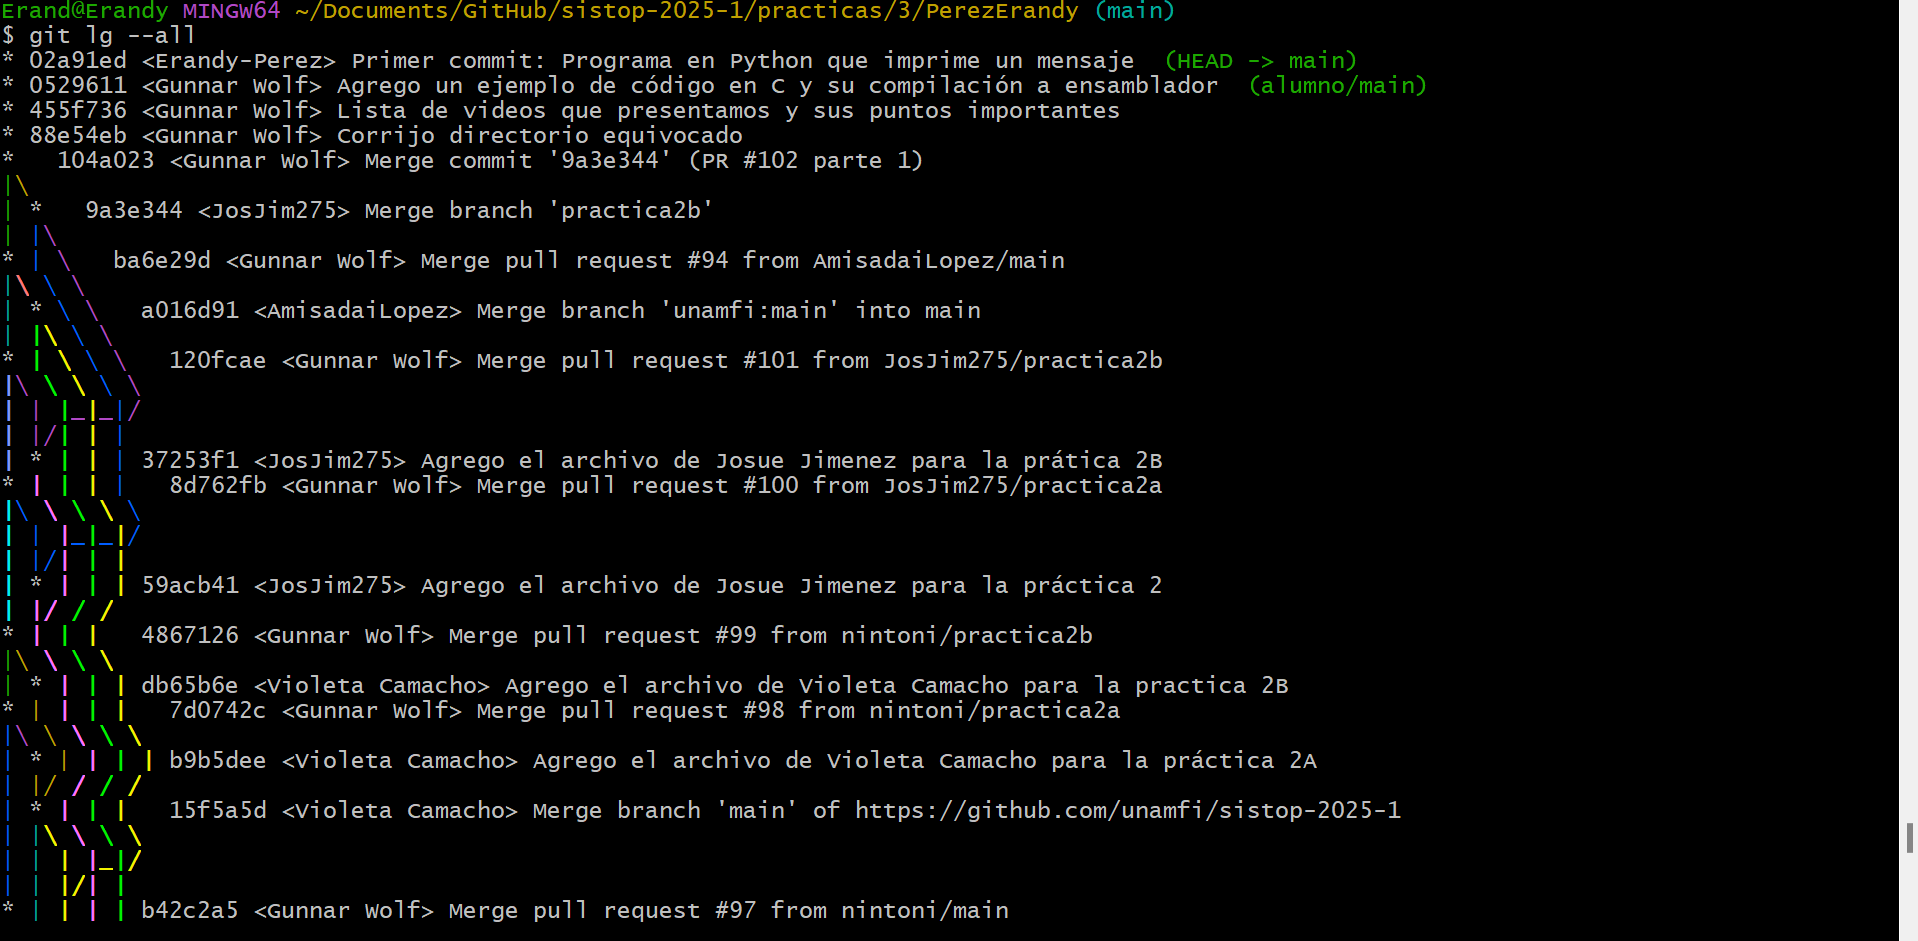 Erand@Erandy MINGW64 ~/Documents/GitHub/sistop-2025-1/practicas/3/PerezErandy (main)
$ git lg --all
* 02a91ed <Erandy-Perez> Primer commit: Programa en Python que imprime un mensaje  (HEAD -> main)
* 0529611 <Gunnar Wolf> Agrego un ejemplo de código en C y su compilación a ensamblador  (alumno/main)
* 455f736 <Gunnar Wolf> Lista de videos que presentamos y sus puntos importantes
* 88e54eb <Gunnar Wolf> Corrijo directorio equivocado
*   104a023 <Gunnar Wolf> Merge commit '9a3e344' (PR #102 parte 1)
|\
| *   9a3e344 <JosJim275> Merge branch 'practica2b'
| |\
* | \   ba6e29d <Gunnar Wolf> Merge pull request #94 from AmisadaiLopez/main
|\ \ \
| * \ \   a016d91 <AmisadaiLopez> Merge branch 'unamfi:main' into main
| |\ \ \
* | \ \ \   120fcae <Gunnar Wolf> Merge pull request #101 from JosJim275/practica2b
|\ \ \ \ \
| | |_|_|/
| |/| | |
| * | | | 37253f1 <JosJim275> Agrego el archivo de Josue Jimenez para la prática 2B
* | | | |   8d762fb <Gunnar Wolf> Merge pull request #100 from JosJim275/practica2a
|\ \ \ \ \
| | |_|_|/
| |/| | |
| * | | | 59acb41 <JosJim275> Agrego el archivo de Josue Jimenez para la práctica 2
| |/ / /
* | | |   4867126 <Gunnar Wolf> Merge pull request #99 from nintoni/practica2b
|\ \ \ \
| * | | | db65b6e <Violeta Camacho> Agrego el archivo de Violeta Camacho para la practica 2B
* | | | |   7d0742c <Gunnar Wolf> Merge pull request #98 from nintoni/practica2a
|\ \ \ \ \
| * | | | | b9b5dee <Violeta Camacho> Agrego el archivo de Violeta Camacho para la práctica 2A
| |/ / / /
| * | | |   15f5a5d <Violeta Camacho> Merge branch 'main' of https://github.com/unamfi/sistop-2025-1
| |\ \ \ \
| | | |_|/
| | |/| |
* | | | | b42c2a5 <Gunnar Wolf> Merge pull request #97 from nintoni/main